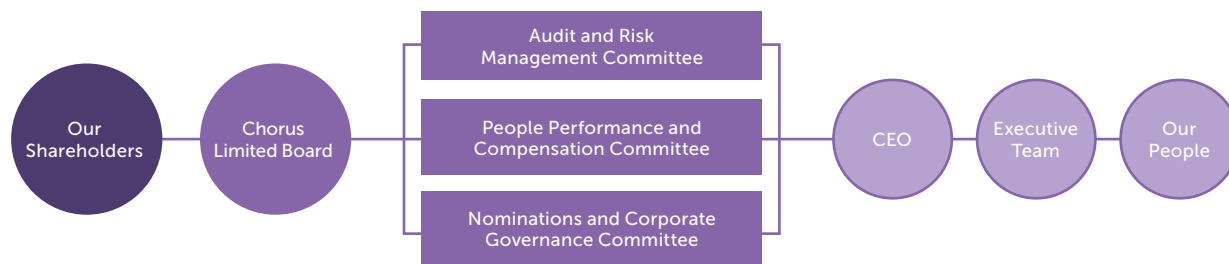 Our
Shareholders
Chorus
Limited Board
Audit and Risk
Management Committee
People Performance and
Compensation Committee
Nominations and Corporate
Governance Committee
CEO
Executive
Team
Our
People